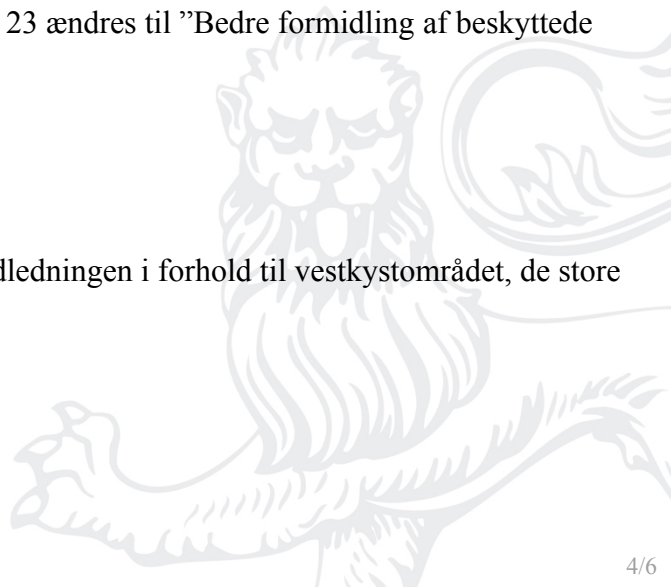 23 ændres til ”Bedre formidling af beskyttede
dledningen i forhold til vestkystområdet, de store
4/6